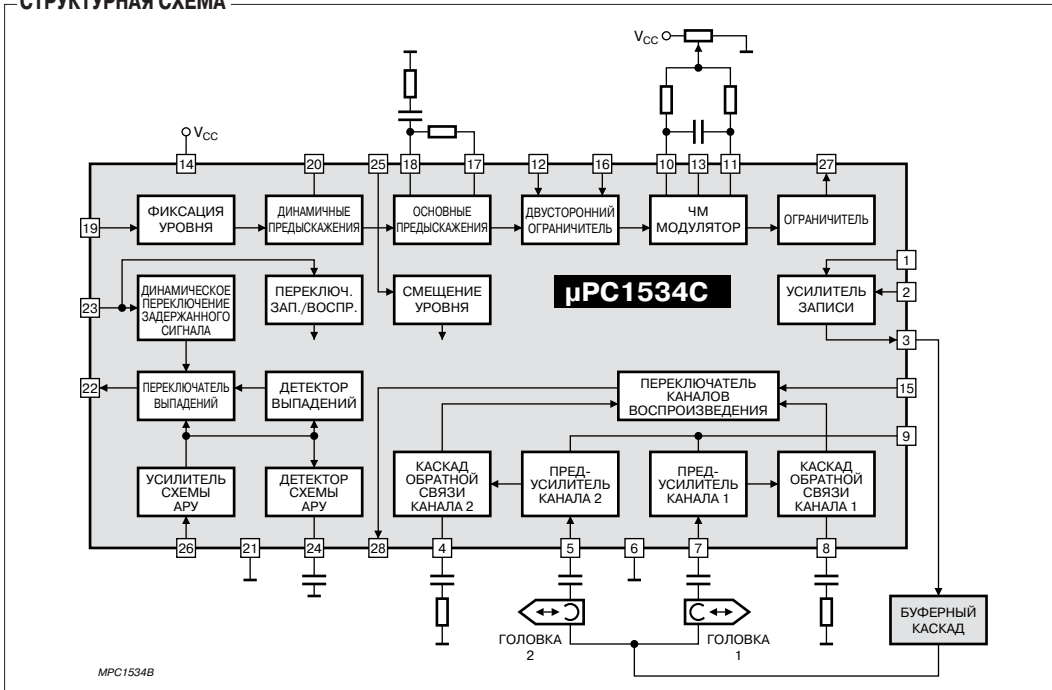 СТРУКТУРНАЯ СХЕМА
VCC
VCC
14
20
25
18
17
12
16
10
13
11
27
19
ФИКСАЦИЯ
УРОВНЯ
ДИНАМИЧНЫЕ
ПРЕДЫСКАЖЕНИЯ
ОСНОВНЫЕ
ПРЕДЫСКАЖЕНИЯ
ДВУСТОРОННИЙ
ОГРАНИЧИТЕЛЬ
ЧМ
МОДУЛЯТОР
ОГРАНИЧИТЕЛЬ
23
ДИНАМИЧЕСКОЕ
ПЕРЕКЛЮЧЕНИЕ
ЗАДЕРЖАННОГО
СИГНАЛА
ПЕРЕКЛЮЧ.
ЗАП./ВОСПР.
СМЕЩЕНИЕ
УРОВНЯ
µPC1534C
УСИЛИТЕЛЬ
ЗАПИСИ
1
2
3
22
ПЕРЕКЛЮЧАТЕЛЬ
ВЫПАДЕНИЙ
ДЕТЕКТОР
ВЫПАДЕНИЙ
ПЕРЕКЛЮЧАТЕЛЬ
КАНАЛОВ
ВОСПРОИЗВЕДЕНИЯ
15
9
УСИЛИТЕЛЬ
СХЕМЫ
АРУ
ДЕТЕКТОР
СХЕМЫ
АРУ
КАСКАД
ОБРАТНОЙ
СВЯЗИ
КАНАЛА 2
ПРЕД-
УСИЛИТЕЛЬ
КАНАЛА 2
ПРЕД-
УСИЛИТЕЛЬ
КАНАЛА 1
КАСКАД
ОБРАТНОЙ
СВЯЗИ
КАНАЛА 1
26
21
24
28
4
5
6
7
8
ГОЛОВКА
2
ГОЛОВКА
1
БУФЕРНЫЙ
КАСКАД
MPC1534B